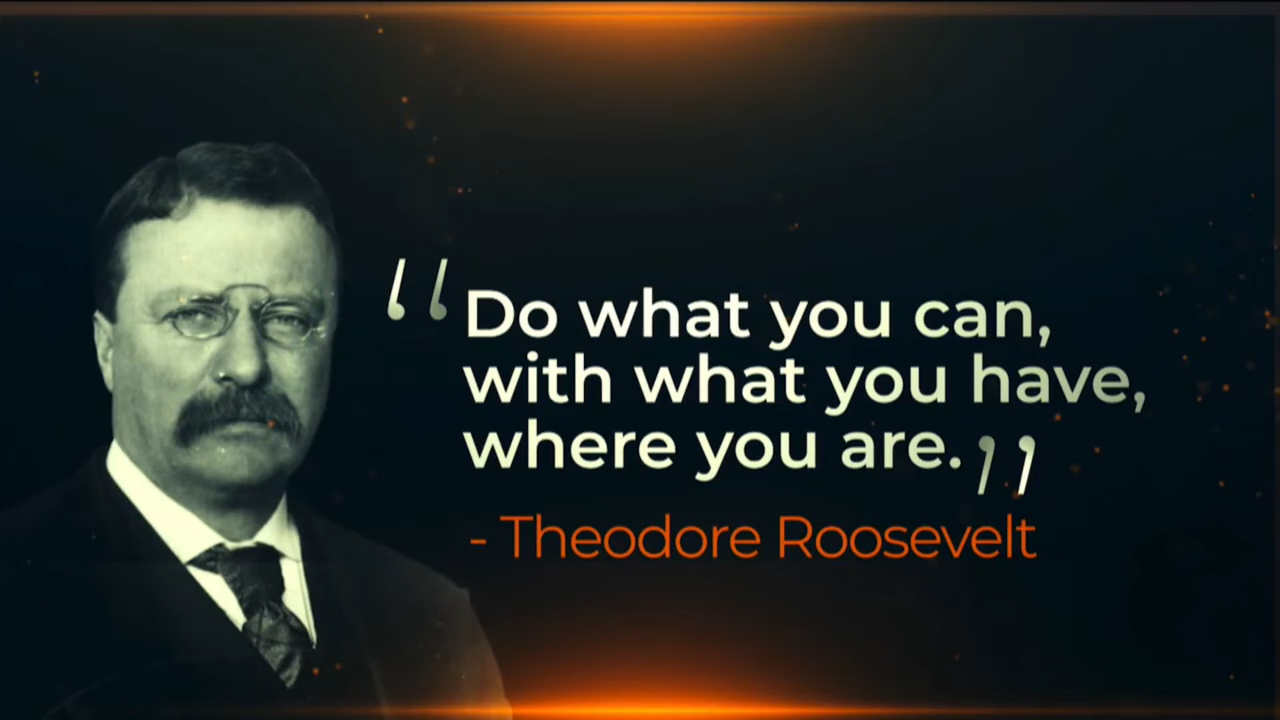 “Do what you can,
with what you have,
where you are.”
- Theodore Roosevelt